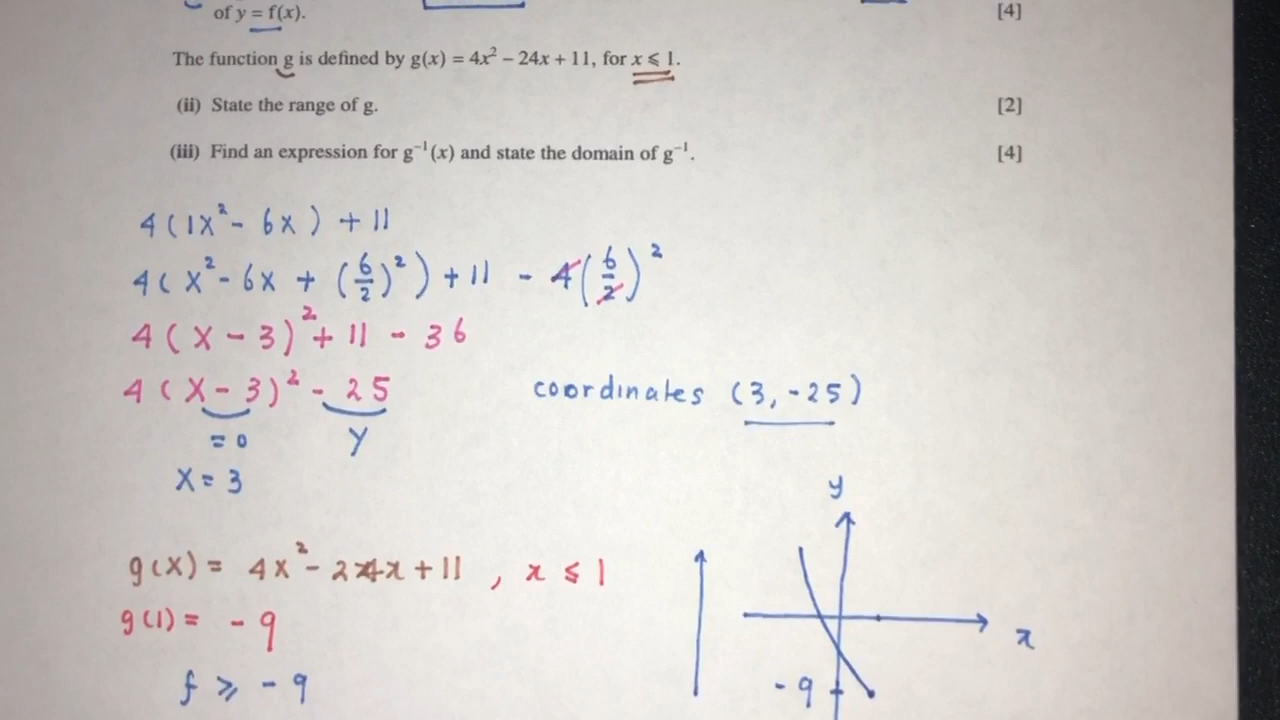 of y = f(x). [4]
The function g is defined by g(x) = 4x² − 24x + 11, for x ⩽ 1.
(ii) State the range of g. [2]
(iii) Find an expression for g⁻¹(x) and state the domain of g⁻¹. [4]
4(1x² - 6x) + 11
4(x² - 6x + (6/2)²) + 11 - 4(6/2)²
4(x - 3)² + 11 - 36
4(x - 3)² - 25 coordinates (3, -25)
= 0 y
x = 3
y
g(x) = 4x² - 24x + 11 , x ≤ 1
g(1) = - 9
x
f ⩾ - 9
- 9